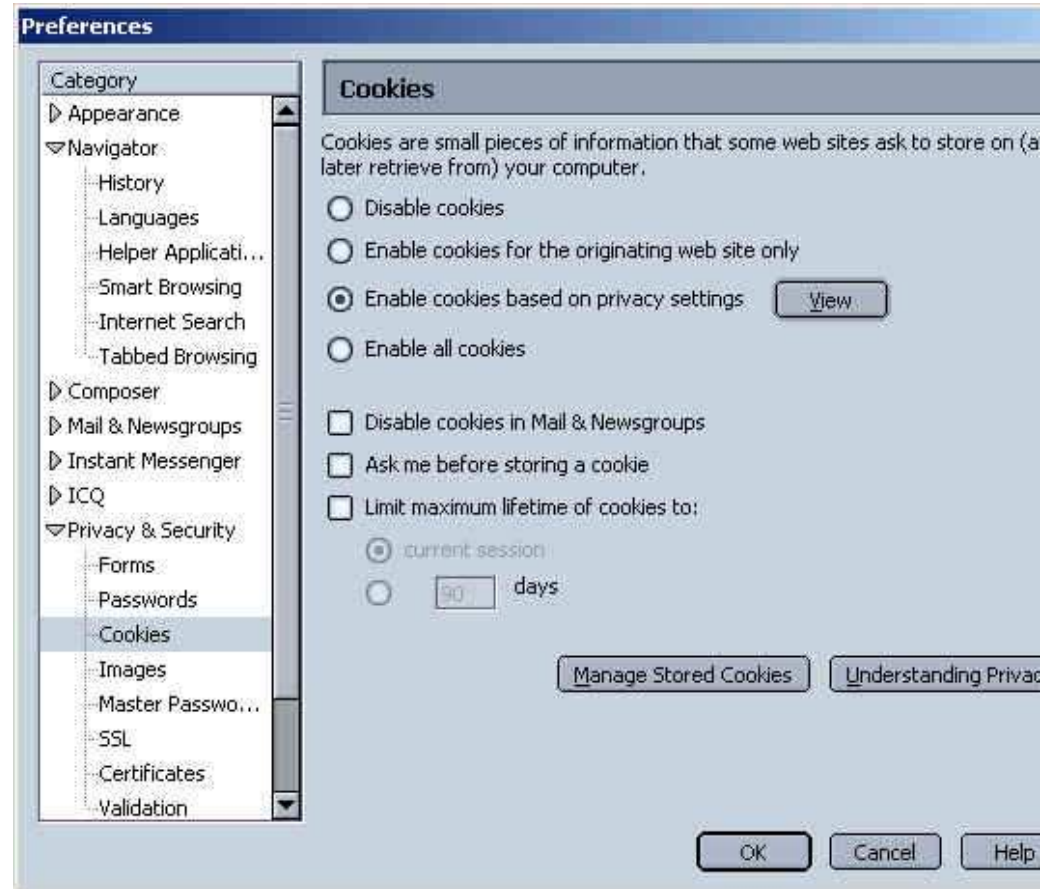 Preferences
Category
Appearance
Navigator
History
Languages
Helper Applicati...
Smart Browsing
Internet Search
Tabbed Browsing
Composer
Mail & Newsgroups
Instant Messenger
ICQ
Privacy & Security
Forms
Passwords
Cookies
Images
Master Passwo...
SSL
Certificates
Validation
Cookies
Cookies are small pieces of information that some web sites ask to store on (a
later retrieve from) your computer.
Disable cookies
Enable cookies for the originating web site only
Enable cookies based on privacy settings View
Enable all cookies
Disable cookies in Mail & Newsgroups
Ask me before storing a cookie
Limit maximum lifetime of cookies to:
current session
90 days
Manage Stored Cookies Understanding Privac
OK Cancel Help